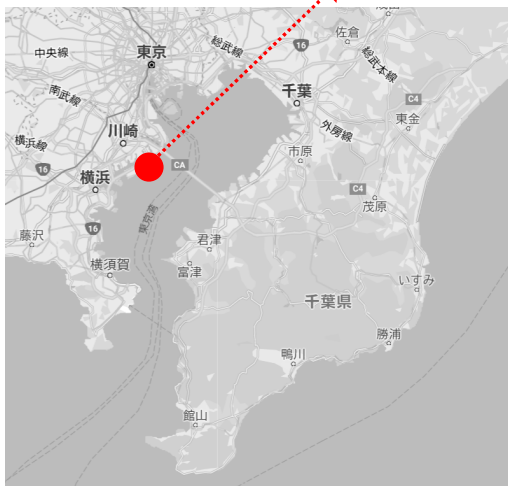 成田
佐倉
中央線
東京
総武線
16
総武本線
千葉
C4
南武線
東金
川崎
外房線
横浜線
市原
16
CA
横浜
C4
茂原
16
東京湾
藤沢
君津
横須賀
富津
いすみ
千葉県
勝浦
鴨川
館山